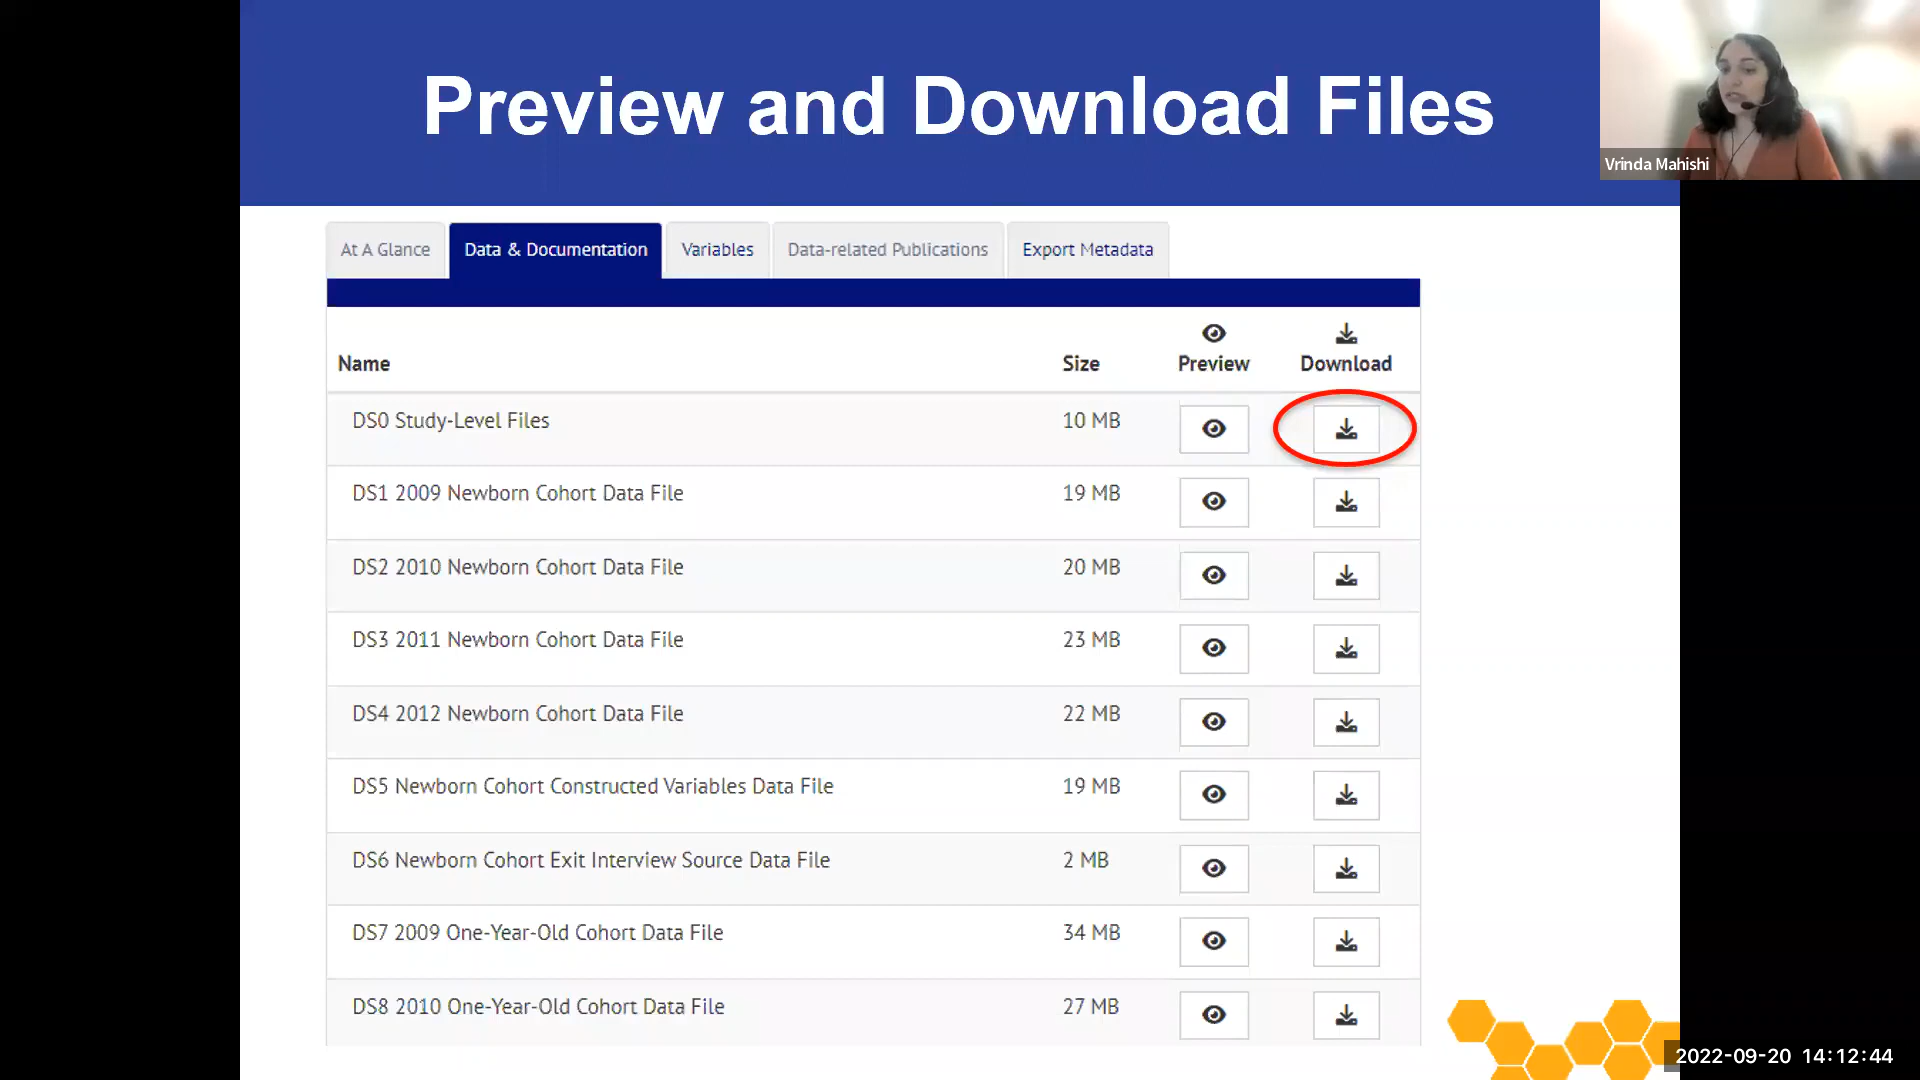 Preview and Download Files
Vrinda Mahishi
At A Glance Data & Documentation Variables Data-related Publications Export Metadata
Name Size Preview Download
DS0 Study-Level Files 10 MB
DS1 2009 Newborn Cohort Data File 19 MB
DS2 2010 Newborn Cohort Data File 20 MB
DS3 2011 Newborn Cohort Data File 23 MB
DS4 2012 Newborn Cohort Data File 22 MB
DS5 Newborn Cohort Constructed Variables Data File 19 MB
DS6 Newborn Cohort Exit Interview Source Data File 2 MB
DS7 2009 One-Year-Old Cohort Data File 34 MB
DS8 2010 One-Year-Old Cohort Data File 27 MB
2022-09-20 14:12:44